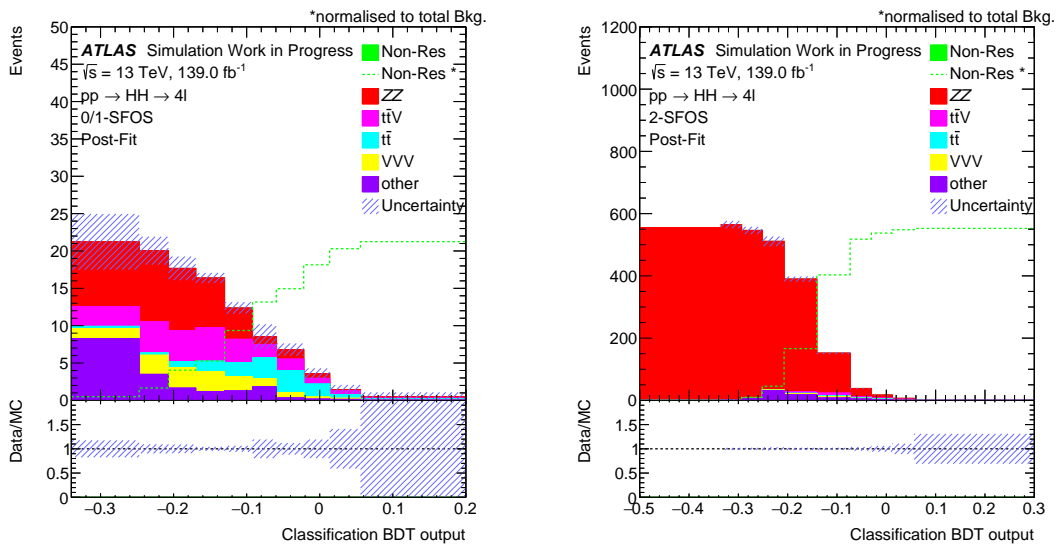 *normalised to total Bkg.
Events
50
45
40
35
30
25
20
15
10
5
0
ATLAS Simulation Work in Progress
√s = 13 TeV, 139.0 fb⁻¹
pp → HH → 4l
0/1-SFOS
Post-Fit
Non-Res
Non-Res *
ZZ
tt̄V
tt̄
VVV
other
Uncertainty
Data/MC
1.5
1
0.5
0
−0.3 −0.2 −0.1 0 0.1 0.2
Classification BDT output
*normalised to total Bkg.
Events
1200
1000
800
600
400
200
0
ATLAS Simulation Work in Progress
√s = 13 TeV, 139.0 fb⁻¹
pp → HH → 4l
2-SFOS
Post-Fit
Non-Res
Non-Res *
ZZ
tt̄V
tt̄
VVV
other
Uncertainty
Data/MC
1.5
1
0.5
0
−0.5 −0.4 −0.3 −0.2 −0.1 0 0.1 0.2 0.3
Classification BDT output